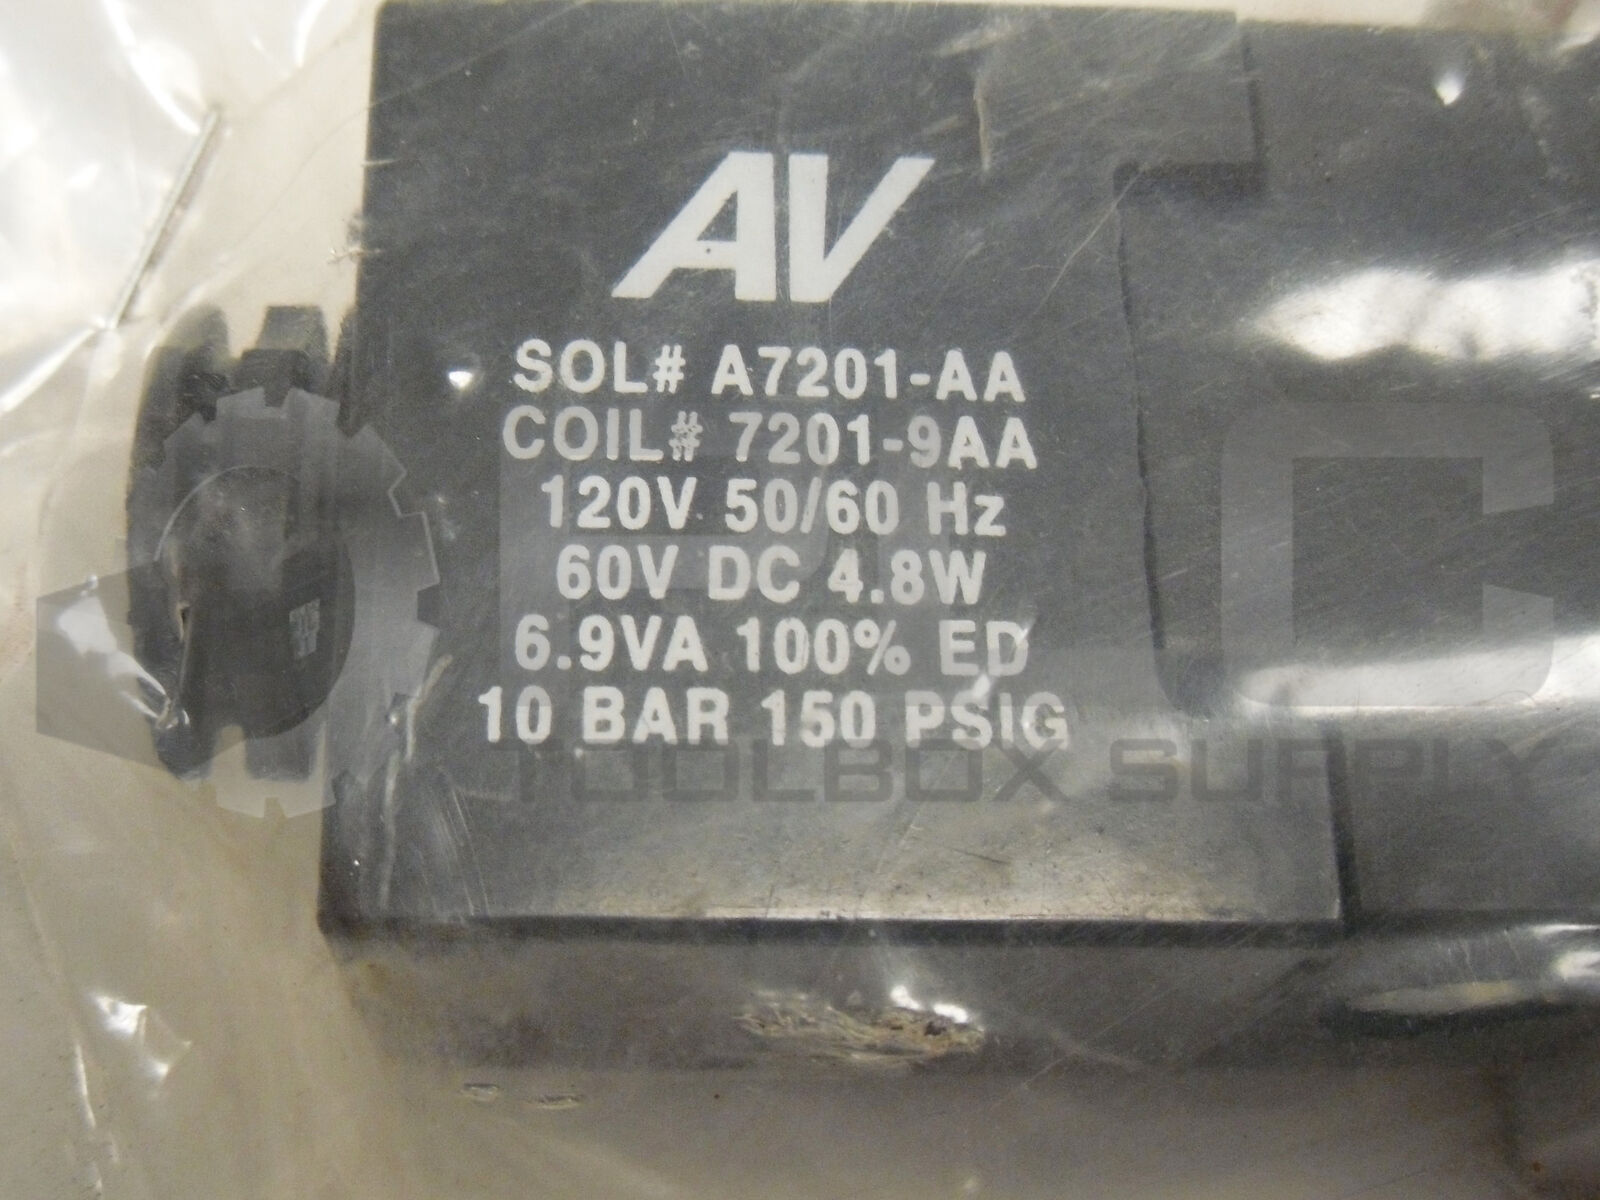 AV
SOL# A7201-AA
COIL# 7201-9AA
120V 50/60 Hz
60V DC 4.8W
6.9VA 100% ED
10 BAR 150 PSIG
PLC
TOOLBOX SUPPLY